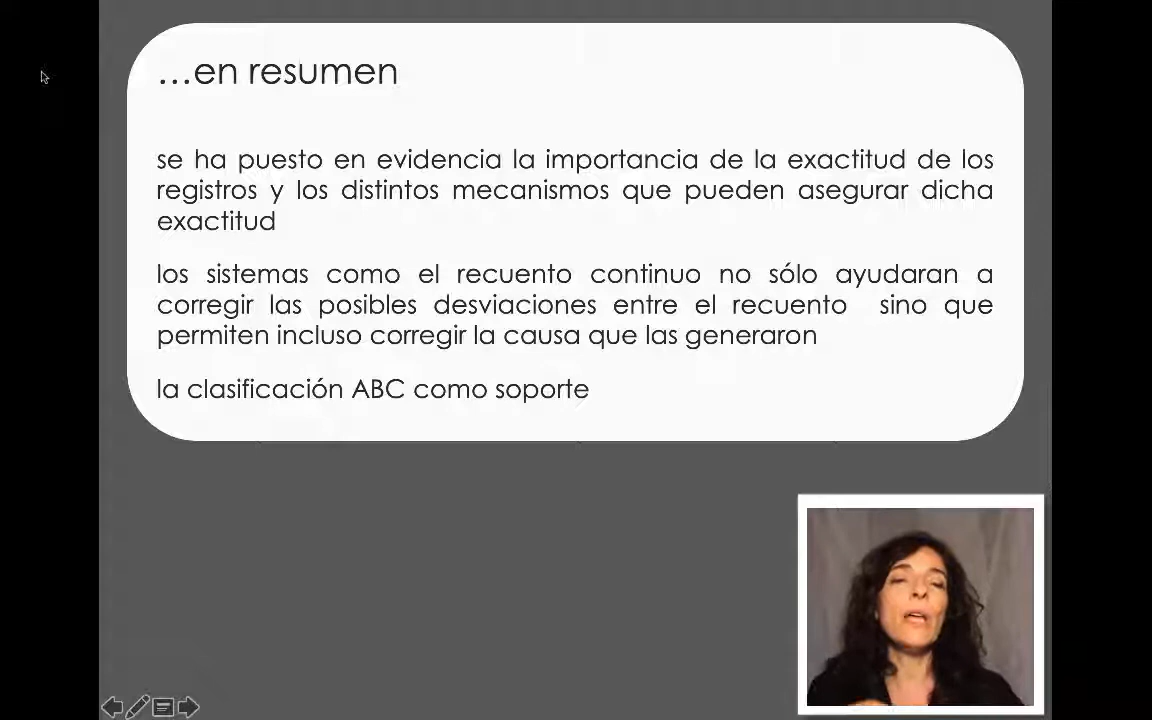 …en resumen
se ha puesto en evidencia la importancia de la exactitud de los
registros y los distintos mecanismos que pueden asegurar dicha
exactitud
los sistemas como el recuento continuo no sólo ayudaran a
corregir las posibles desviaciones entre el recuento sino que
permiten incluso corregir la causa que las generaron
la clasificación ABC como soporte